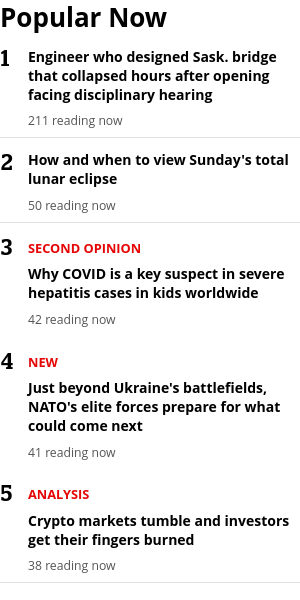 Popular Now
1
Engineer who designed Sask. bridge
that collapsed hours after opening
facing disciplinary hearing
211 reading now
2
How and when to view Sunday's total
lunar eclipse
50 reading now
3
SECOND OPINION
Why COVID is a key suspect in severe
hepatitis cases in kids worldwide
42 reading now
4
NEW
Just beyond Ukraine's battlefields,
NATO's elite forces prepare for what
could come next
41 reading now
5
ANALYSIS
Crypto markets tumble and investors
get their fingers burned
38 reading now